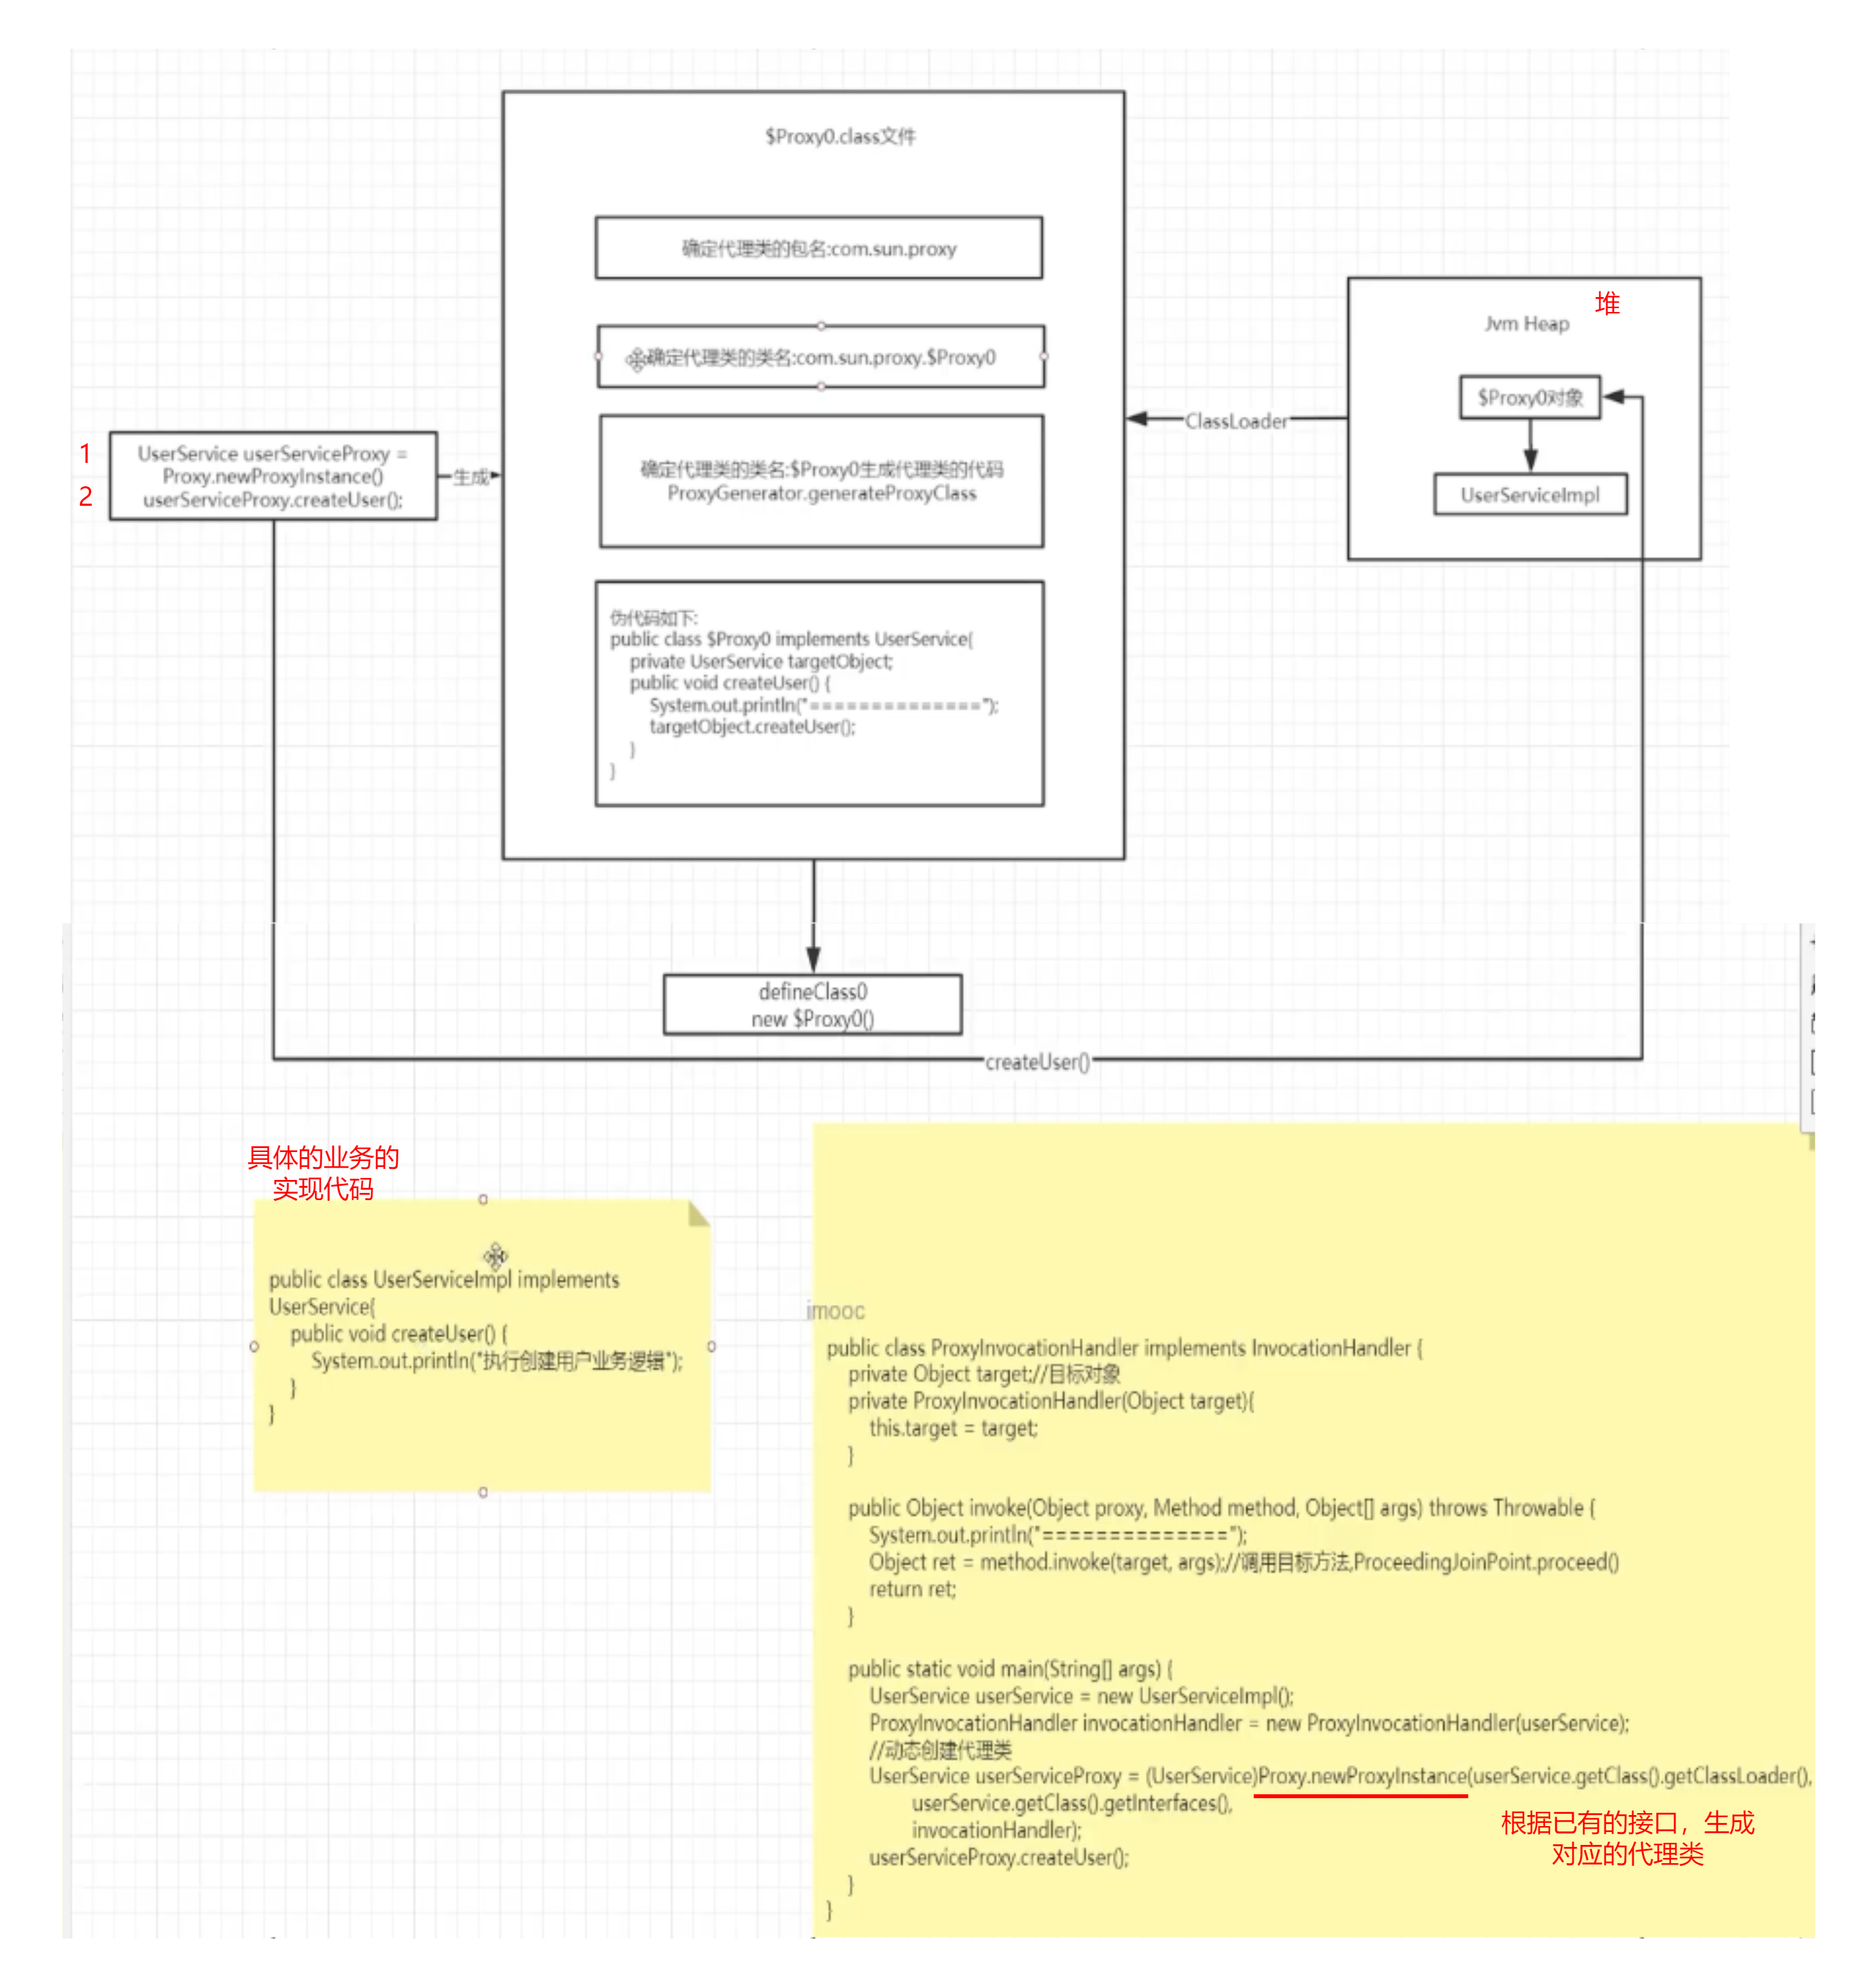 $Proxy0.class文件
确定代理类的包名:com.sun.proxy
确定代理类的类名:com.sun.proxy.$Proxy0
确定代理类的类名:$Proxy0生成代理类的代码
ProxyGenerator.generateProxyClass
伪代码如下:
public class $Proxy0 implements UserService{
private UserService targetObject;
public void createUser() {
System.out.println("==============");
targetObject.createUser();
}
}
1
2
UserService userServiceProxy =
Proxy.newProxyInstance()
userServiceProxy.createUser();
生成
ClassLoader
堆
Jvm Heap
$Proxy0对象
UserServiceImpl
defineClass0
new $Proxy0()
createUser()
具体的业务的
实现代码
public class UserServiceImpl implements
UserService{
public void createUser() {
System.out.println("执行创建用户业务逻辑");
}
}
imooc
public class ProxyInvocationHandler implements InvocationHandler {
private Object target;//目标对象
private ProxyInvocationHandler(Object target){
this.target = target;
}
public Object invoke(Object proxy, Method method, Object[] args) throws Throwable {
System.out.println("==============");
Object ret = method.invoke(target, args);//调用目标方法,ProceedingJoinPoint.proceed()
return ret;
}
public static void main(String[] args) {
UserService userService = new UserServiceImpl();
ProxyInvocationHandler invocationHandler = new ProxyInvocationHandler(userService);
//动态创建代理类
UserService userServiceProxy = (UserService)Proxy.newProxyInstance(userService.getClass().getClassLoader(),
userService.getClass().getInterfaces(),
invocationHandler);
userServiceProxy.createUser();
}
}
根据已有的接口，生成
对应的代理类